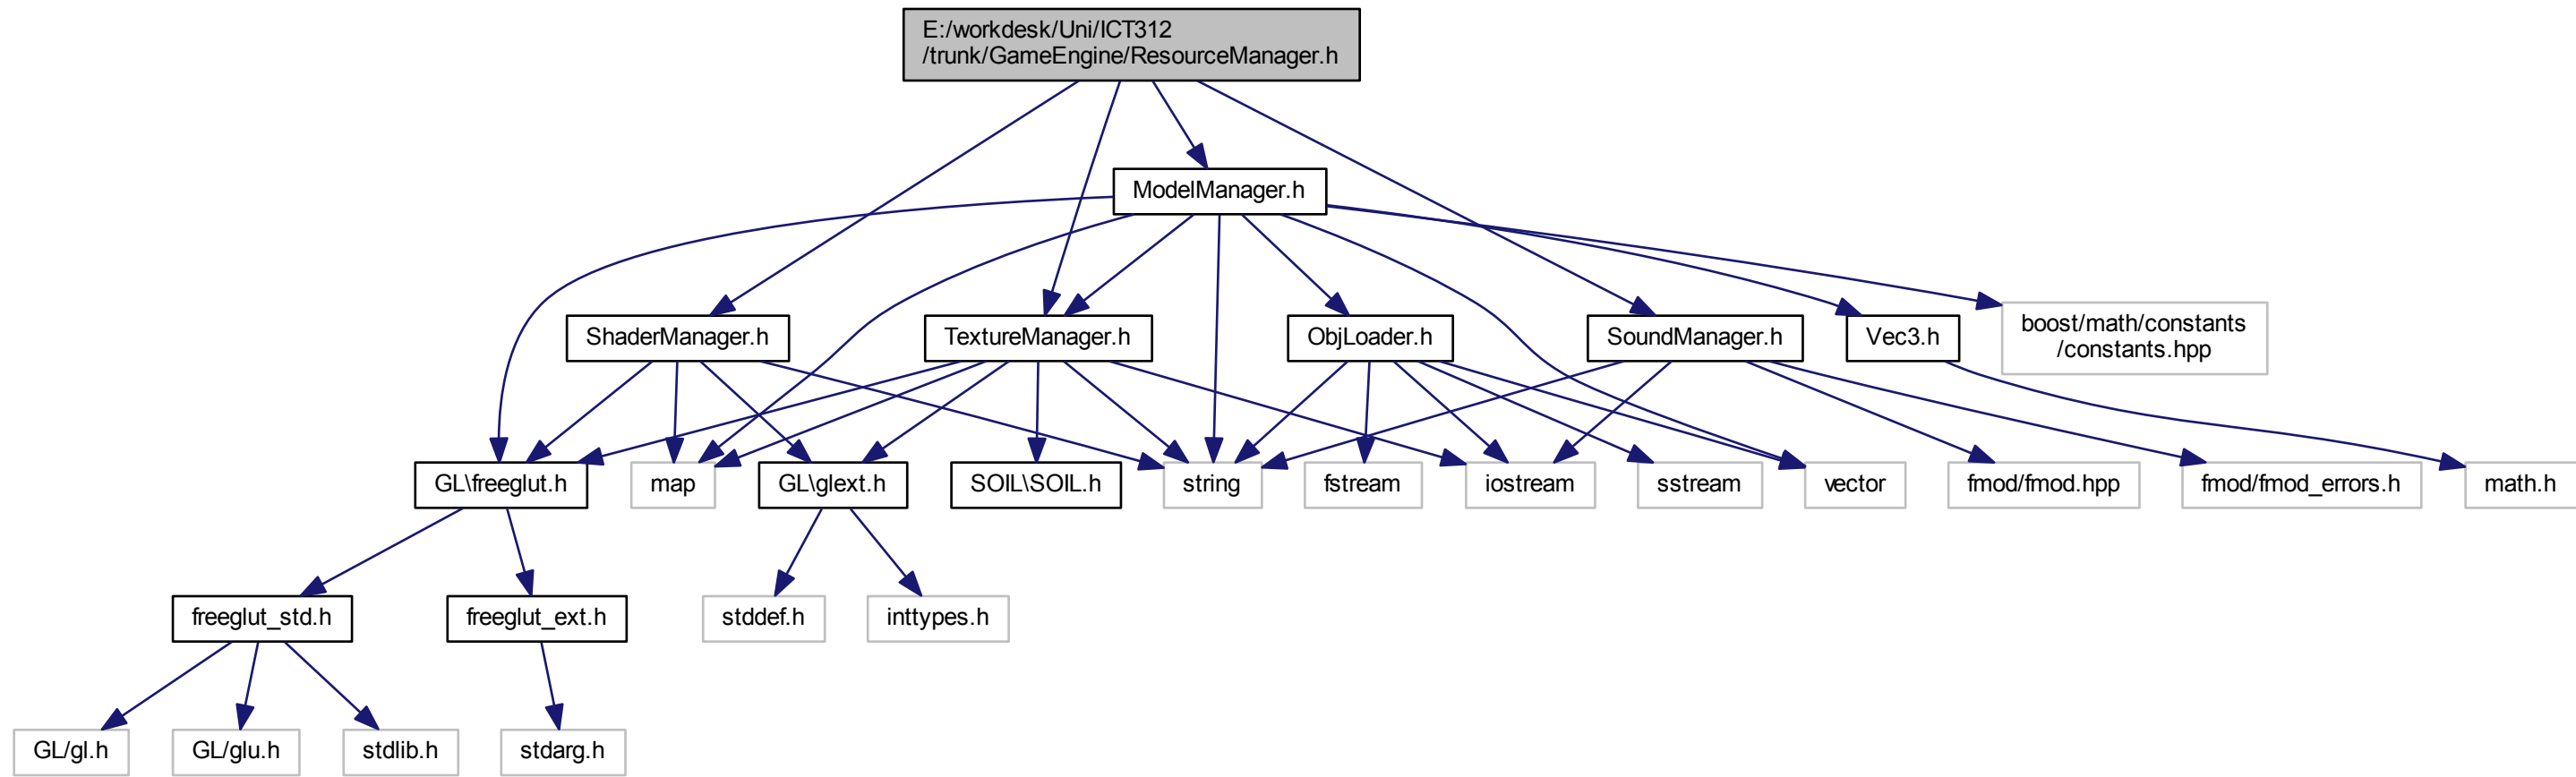 E:/workdesk/Uni/ICT312
/trunk/GameEngine/ResourceManager.h
ModelManager.h
ShaderManager.h
TextureManager.h
ObjLoader.h
SoundManager.h
Vec3.h
boost/math/constants
/constants.hpp
GL\freeglut.h
map
GL\glext.h
SOIL\SOIL.h
string
fstream
iostream
sstream
vector
fmod/fmod.hpp
fmod/fmod_errors.h
math.h
freeglut_std.h
freeglut_ext.h
stddef.h
inttypes.h
GL/gl.h
GL/glu.h
stdlib.h
stdarg.h